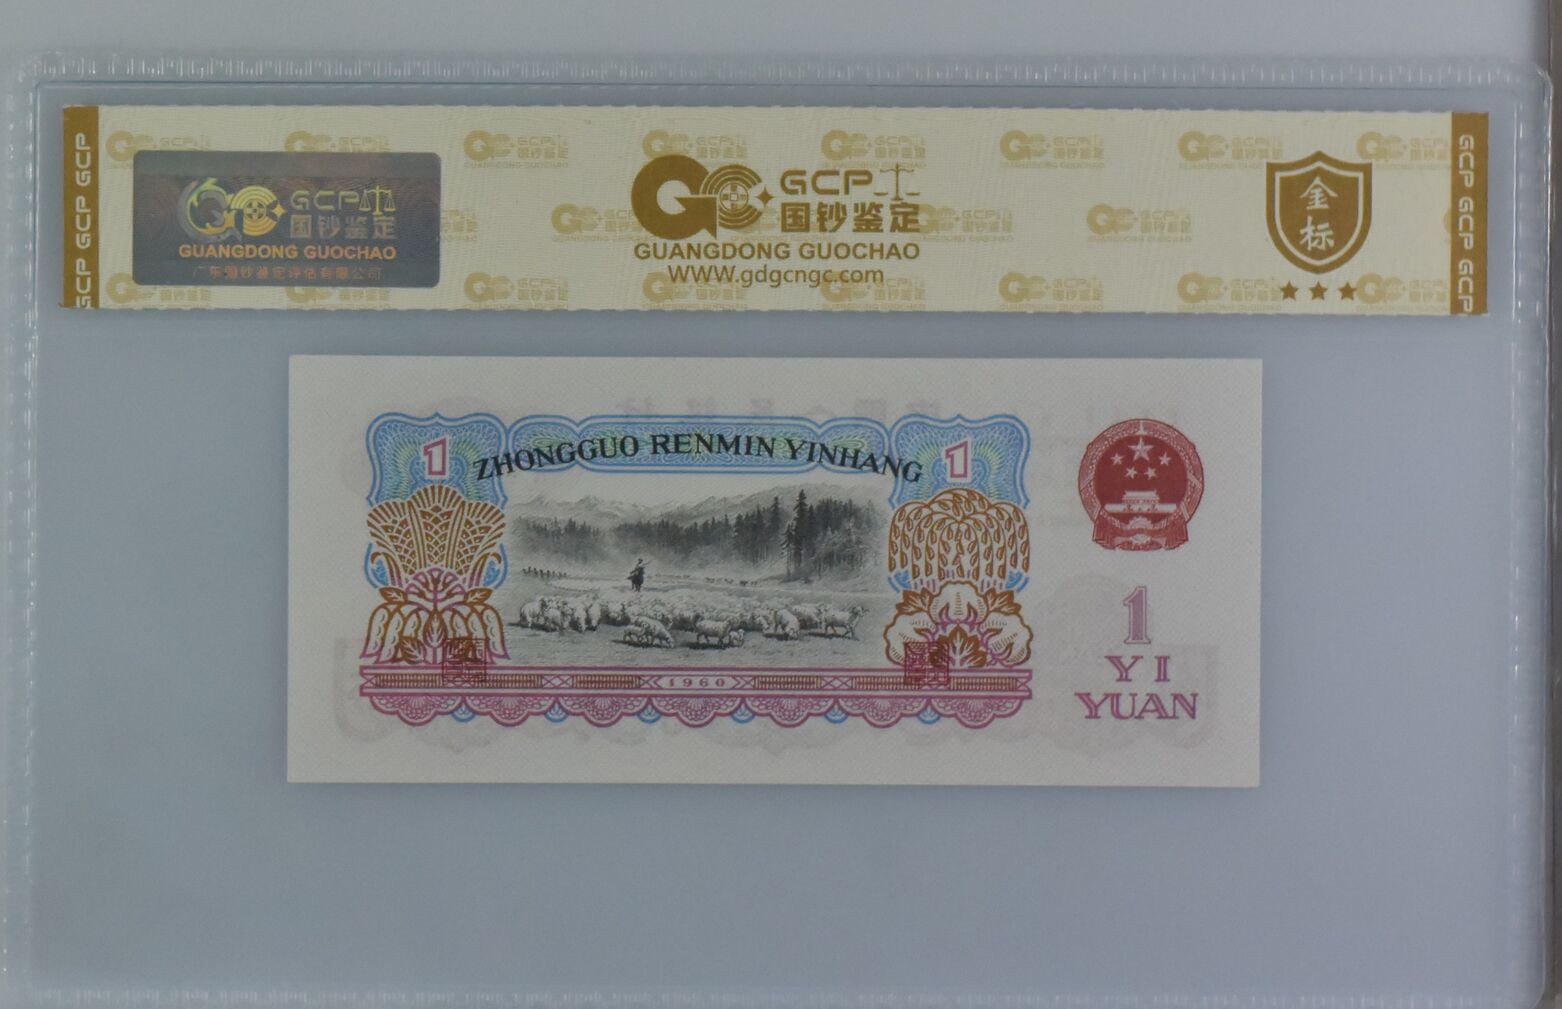 GCP GCP GCP
GCP
国钞鉴定
GUANGDONG GUOCHAO
广东国钞鉴定评估有限公司
GCP
国钞鉴定
GUANGDONG GUOCHAO
WWW.gdgcngc.com
金
标
GCP GCP GCP
1
ZHONGGUO RENMIN YINHANG
1
1960
1
YI
YUAN